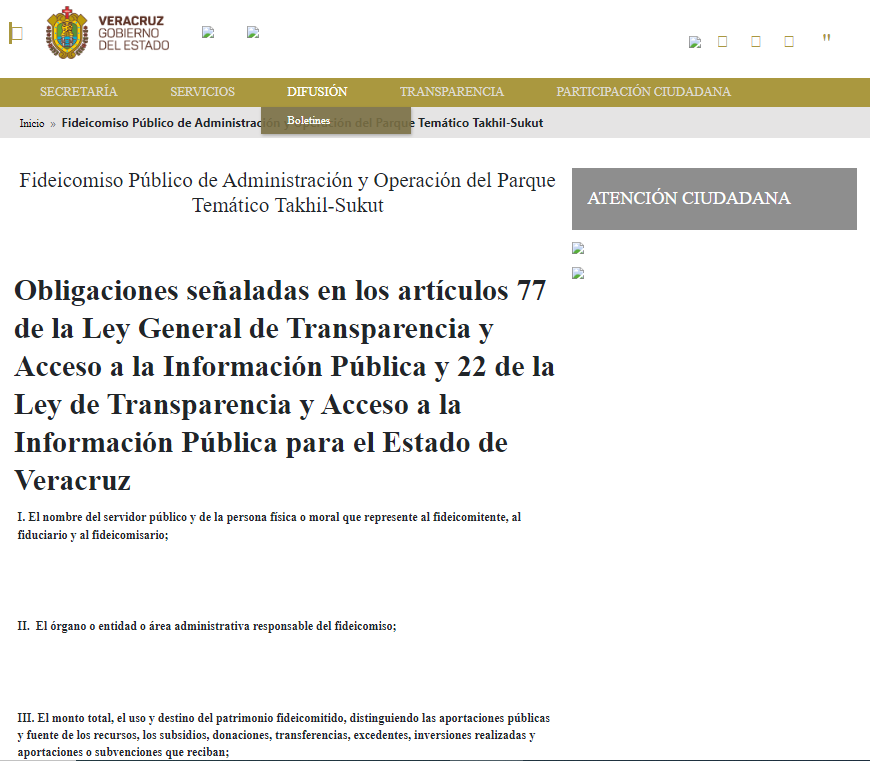 VERACRUZ
GOBIERNO
DEL ESTADO
SECRETARÍA SERVICIOS DIFUSIÓN TRANSPARENCIA PARTICIPACIÓN CIUDADANA
Boletines
Inicio » Fideicomiso Público de Administración y Operación del Parque Temático Takhil-Sukut
Fideicomiso Público de Administración y Operación del Parque
Temático Takhil-Sukut
ATENCIÓN CIUDADANA
Obligaciones señaladas en los artículos 77
de la Ley General de Transparencia y
Acceso a la Información Pública y 22 de la
Ley de Transparencia y Acceso a la
Información Pública para el Estado de
Veracruz
I. El nombre del servidor público y de la persona física o moral que represente al fideicomitente, al
fiduciario y al fideicomisario;
II. El órgano o entidad o área administrativa responsable del fideicomiso;
III. El monto total, el uso y destino del patrimonio fideicomitido, distinguiendo las aportaciones públicas
y fuente de los recursos, los subsidios, donaciones, transferencias, excedentes, inversiones realizadas y
aportaciones o subvenciones que reciban;